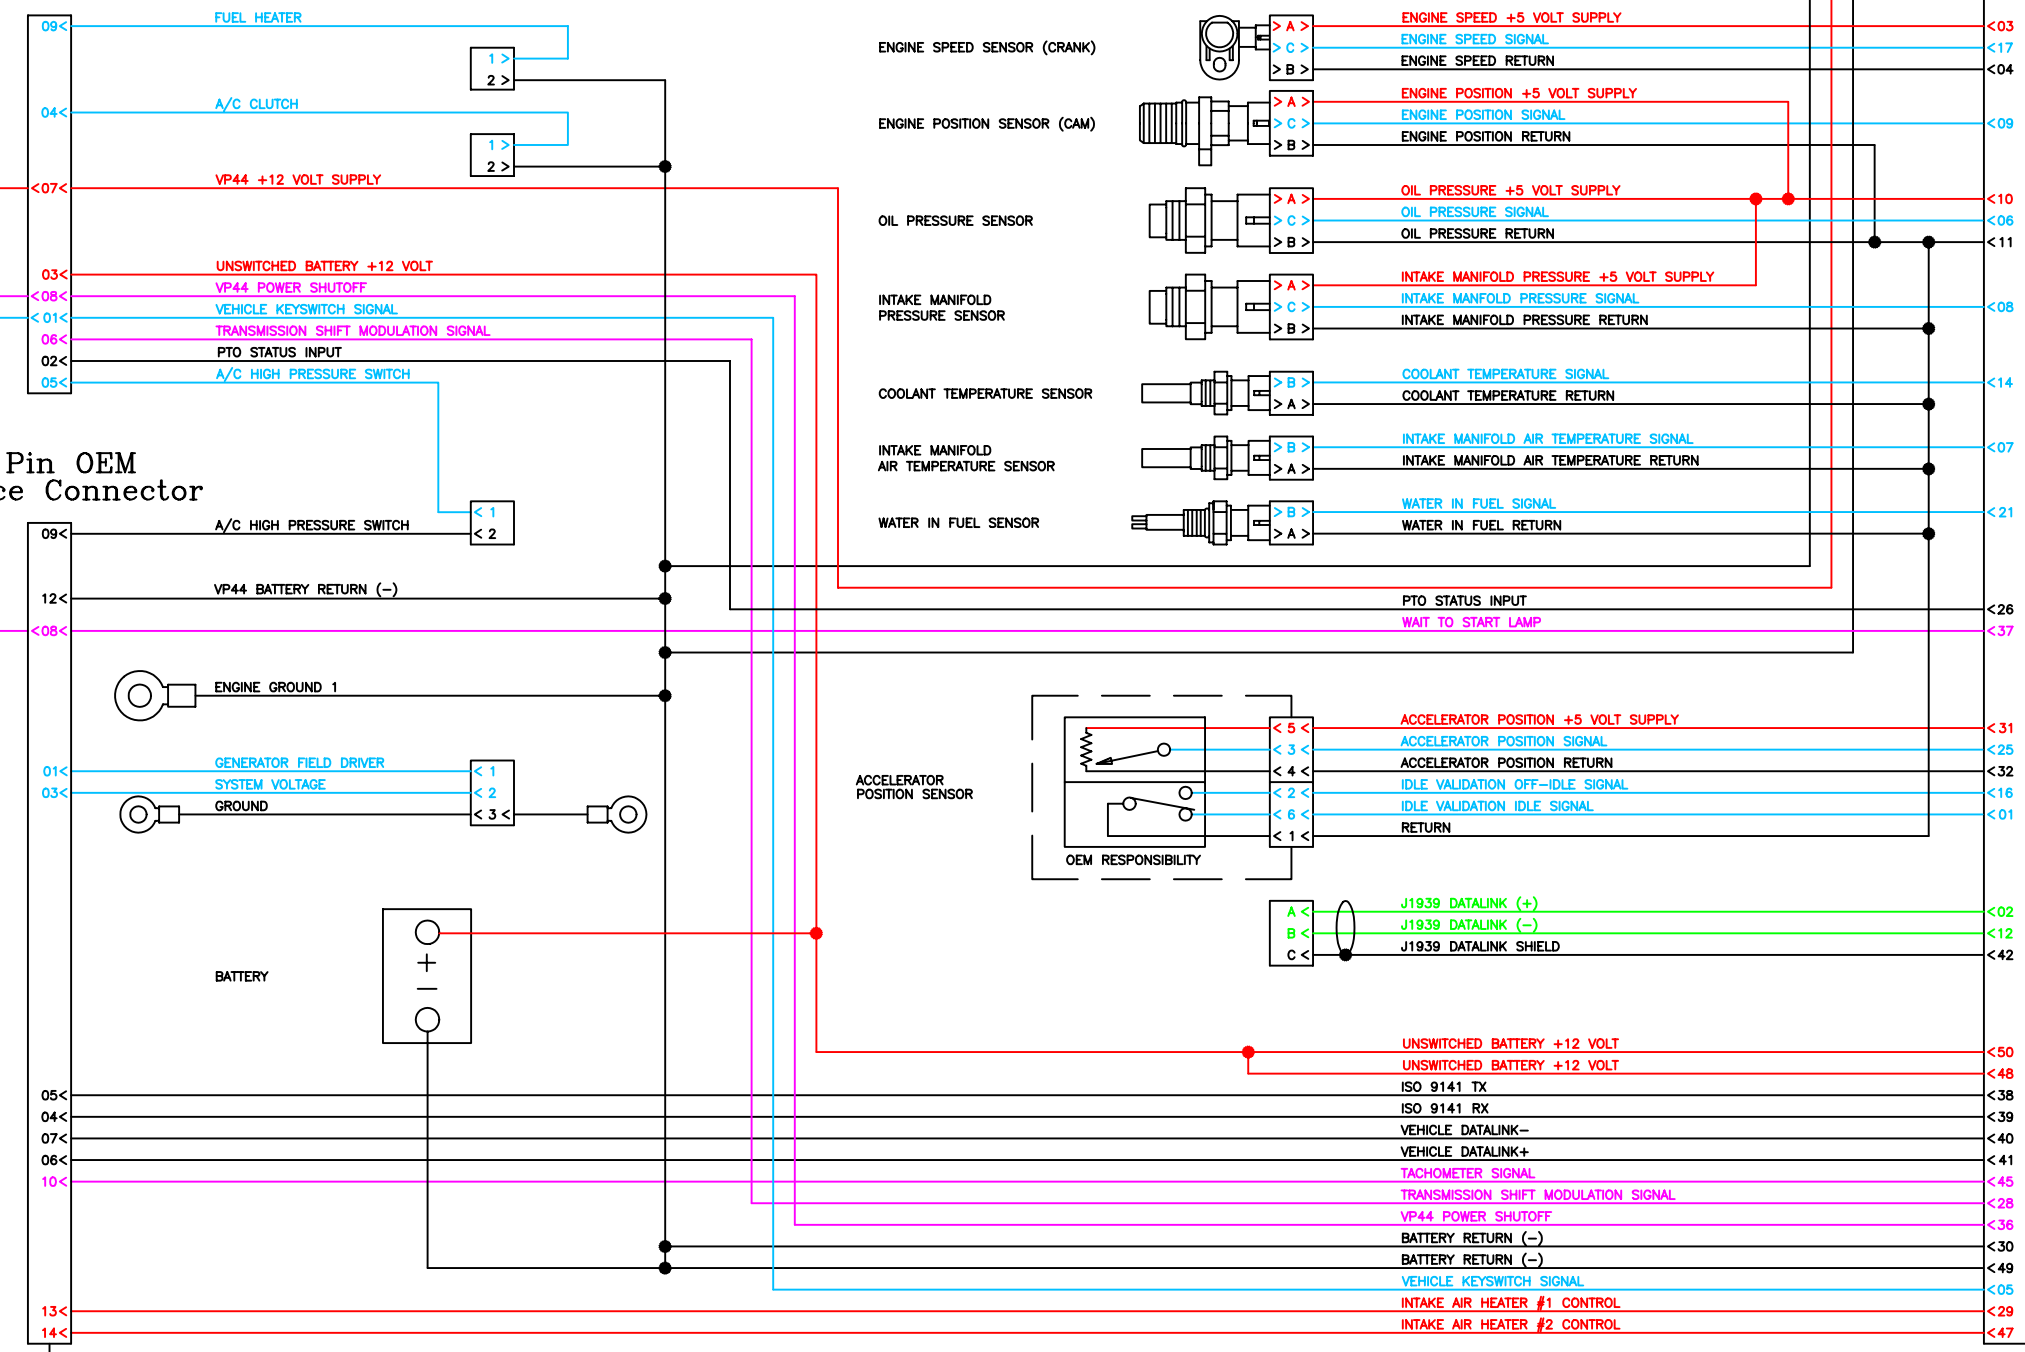 09<
FUEL HEATER
1 >
2 >
04<
A/C CLUTCH
1 >
2 >
<07<
VP44 +12 VOLT SUPPLY
03<
UNSWITCHED BATTERY +12 VOLT
<08<
VP44 POWER SHUTOFF
< 01<
VEHICLE KEYSWITCH SIGNAL
06<
TRANSMISSION SHIFT MODULATION SIGNAL
02<
PTO STATUS INPUT
05<
A/C HIGH PRESSURE SWITCH
Pin OEM
ce Connector
< 1
< 2
09<
A/C HIGH PRESSURE SWITCH
12<
VP44 BATTERY RETURN (-)
<08<
ENGINE GROUND 1
01<
GENERATOR FIELD DRIVER
< 1
03<
SYSTEM VOLTAGE
< 2
GROUND
< 3 <
+
-
BATTERY
05<
04<
07<
06<
10<
13<
14<
ENGINE SPEED SENSOR (CRANK)
> A >
ENGINE SPEED +5 VOLT SUPPLY
<03
> C >
ENGINE SPEED SIGNAL
<17
> B >
ENGINE SPEED RETURN
<04
ENGINE POSITION SENSOR (CAM)
> A >
ENGINE POSITION +5 VOLT SUPPLY
> C >
ENGINE POSITION SIGNAL
<09
> B >
ENGINE POSITION RETURN
OIL PRESSURE SENSOR
> A >
OIL PRESSURE +5 VOLT SUPPLY
<10
> C >
OIL PRESSURE SIGNAL
<06
> B >
OIL PRESSURE RETURN
<11
INTAKE MANIFOLD
PRESSURE SENSOR
> A >
INTAKE MANIFOLD PRESSURE +5 VOLT SUPPLY
> C >
INTAKE MANFOLD PRESSURE SIGNAL
<08
> B >
INTAKE MANIFOLD PRESSURE RETURN
COOLANT TEMPERATURE SENSOR
> B >
COOLANT TEMPERATURE SIGNAL
<14
> A >
COOLANT TEMPERATURE RETURN
INTAKE MANIFOLD
AIR TEMPERATURE SENSOR
> B >
INTAKE MANIFOLD AIR TEMPERATURE SIGNAL
<07
> A >
INTAKE MANIFOLD AIR TEMPERATURE RETURN
WATER IN FUEL SENSOR
> B >
WATER IN FUEL SIGNAL
<21
> A >
WATER IN FUEL RETURN
PTO STATUS INPUT
<26
WAIT TO START LAMP
<37
ACCELERATOR
POSITION SENSOR
< 5 <
ACCELERATOR POSITION +5 VOLT SUPPLY
<31
< 3 <
ACCELERATOR POSITION SIGNAL
<25
< 4 <
ACCELERATOR POSITION RETURN
<32
< 2 <
IDLE VALIDATION OFF-IDLE SIGNAL
<16
< 6 <
IDLE VALIDATION IDLE SIGNAL
<01
< 1 <
RETURN
OEM RESPONSIBILITY
A <
J1939 DATALINK (+)
<02
B <
J1939 DATALINK (-)
<12
C <
J1939 DATALINK SHIELD
<42
UNSWITCHED BATTERY +12 VOLT
<50
UNSWITCHED BATTERY +12 VOLT
<48
ISO 9141 TX
<38
ISO 9141 RX
<39
VEHICLE DATALINK-
<40
VEHICLE DATALINK+
<41
TACHOMETER SIGNAL
<45
TRANSMISSION SHIFT MODULATION SIGNAL
<28
VP44 POWER SHUTOFF
<36
BATTERY RETURN (-)
<30
BATTERY RETURN (-)
<49
VEHICLE KEYSWITCH SIGNAL
<05
INTAKE AIR HEATER #1 CONTROL
<29
INTAKE AIR HEATER #2 CONTROL
<47